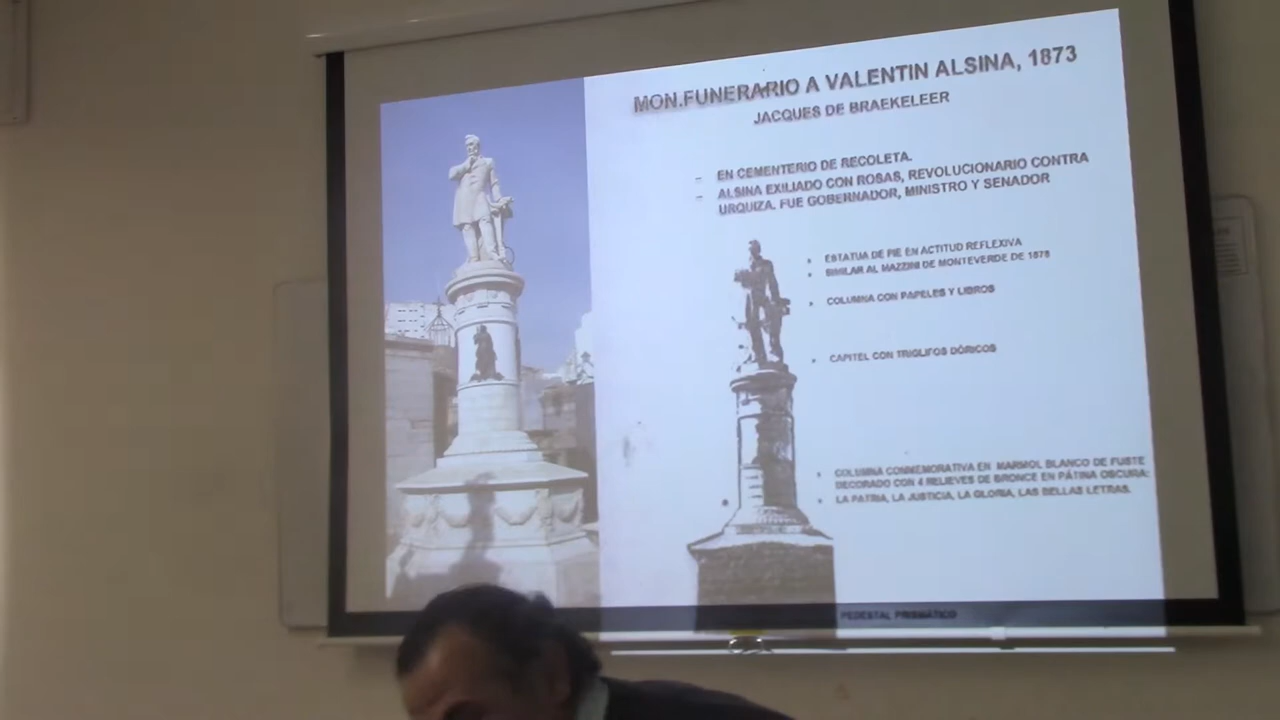 MON.FUNERARIO A VALENTIN ALSINA, 1873
JACQUES DE BRAEKELEER
– EN CEMENTERIO DE RECOLETA.
– ALSINA EXILIADO CON ROSAS, REVOLUCIONARIO CONTRA
URQUIZA. FUE GOBERNADOR, MINISTRO Y SENADOR
• ESTATUA DE PIE EN ACTITUD REFLEXIVA
• SIMILAR AL MAZZINI DE MONTEVERDE DE 1878
• COLUMNA CON PAPELES Y LIBROS
• CAPITEL CON TRIGLIFOS DÓRICOS
• COLUMNA CONMEMORATIVA EN MARMOL BLANCO DE FUSTE
DECORADO CON 4 RELIEVES DE BRONCE EN PÁTINA OSCURA:
• LA PATRIA, LA JUSTICIA, LA GLORIA, LAS BELLAS LETRAS.
PEDESTAL PRISMÁTICO